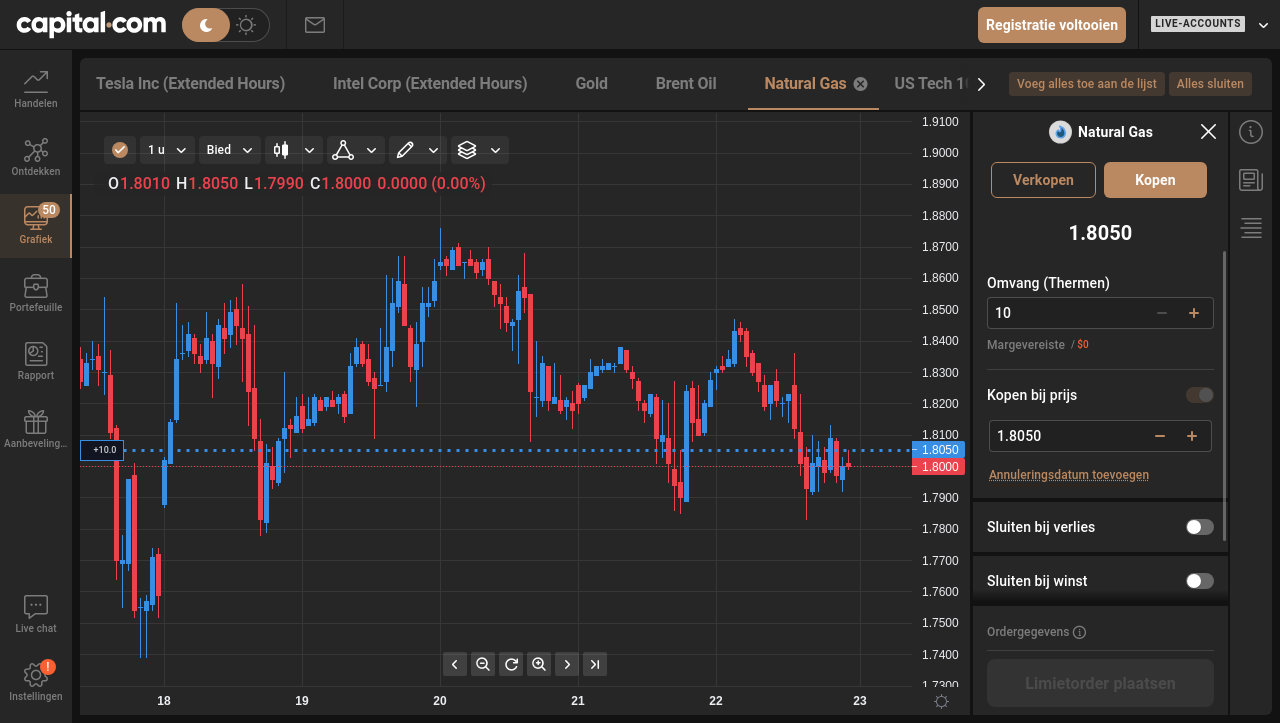 capital.com
Registratie voltooien
LIVE-ACCOUNTS
Handelen
Ontdekken
50
Grafiek
Portefeuille
Rapport
Aanbeveling...
Live chat
!
Instellingen
Tesla Inc (Extended Hours)
Intel Corp (Extended Hours)
Gold
Brent Oil
Natural Gas
US Tech 1
Voeg alles toe aan de lijst
Alles sluiten
1 u
Bied
O1.8010 H1.8050 L1.7990 C1.8000 0.0000 (0.00%)
+10.0
1.9100
1.9000
1.8900
1.8800
1.8700
1.8600
1.8500
1.8400
1.8300
1.8200
1.8100
1.8050
1.8000
1.7900
1.7800
1.7700
1.7600
1.7500
1.7400
1.7300
18
19
20
21
22
23
Natural Gas
Verkopen
Kopen
1.8050
Omvang (Thermen)
10
Margevereiste / $0
Kopen bij prijs
1.8050
Annuleringsdatum toevoegen
Sluiten bij verlies
Sluiten bij winst
Ordergegevens
Limietorder plaatsen